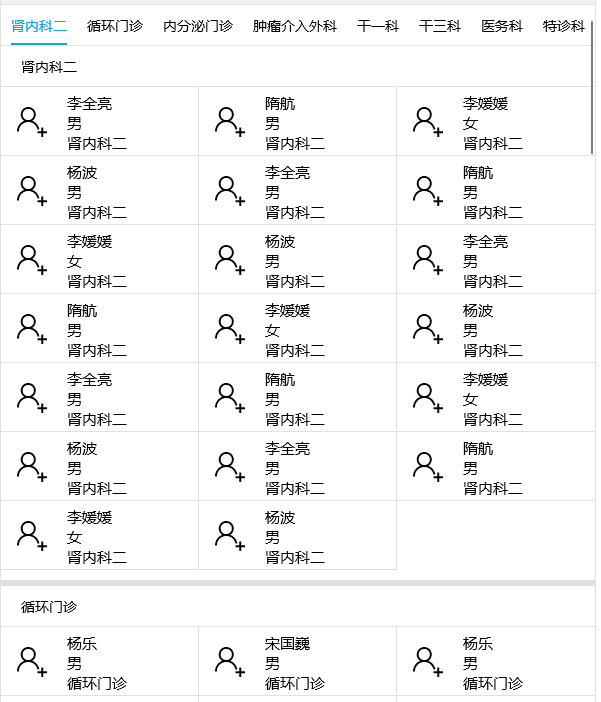 肾内科二 循环门诊 内分泌门诊 肿瘤介入外科 干一科 干三科 医务科 特诊科
肾内科二
李全亮 隋航 李媛媛
男 男 女
肾内科二 肾内科二 肾内科二
杨波 李全亮 隋航
男 男 男
肾内科二 肾内科二 肾内科二
李媛媛 杨波 李全亮
女 男 男
肾内科二 肾内科二 肾内科二
隋航 李媛媛 杨波
男 女 男
肾内科二 肾内科二 肾内科二
李全亮 隋航 李媛媛
男 男 女
肾内科二 肾内科二 肾内科二
杨波 李全亮 隋航
男 男 男
肾内科二 肾内科二 肾内科二
李媛媛 杨波
女 男
肾内科二 肾内科二
循环门诊
杨乐 宋国巍 杨乐
男 男 男
循环门诊 循环门诊 循环门诊